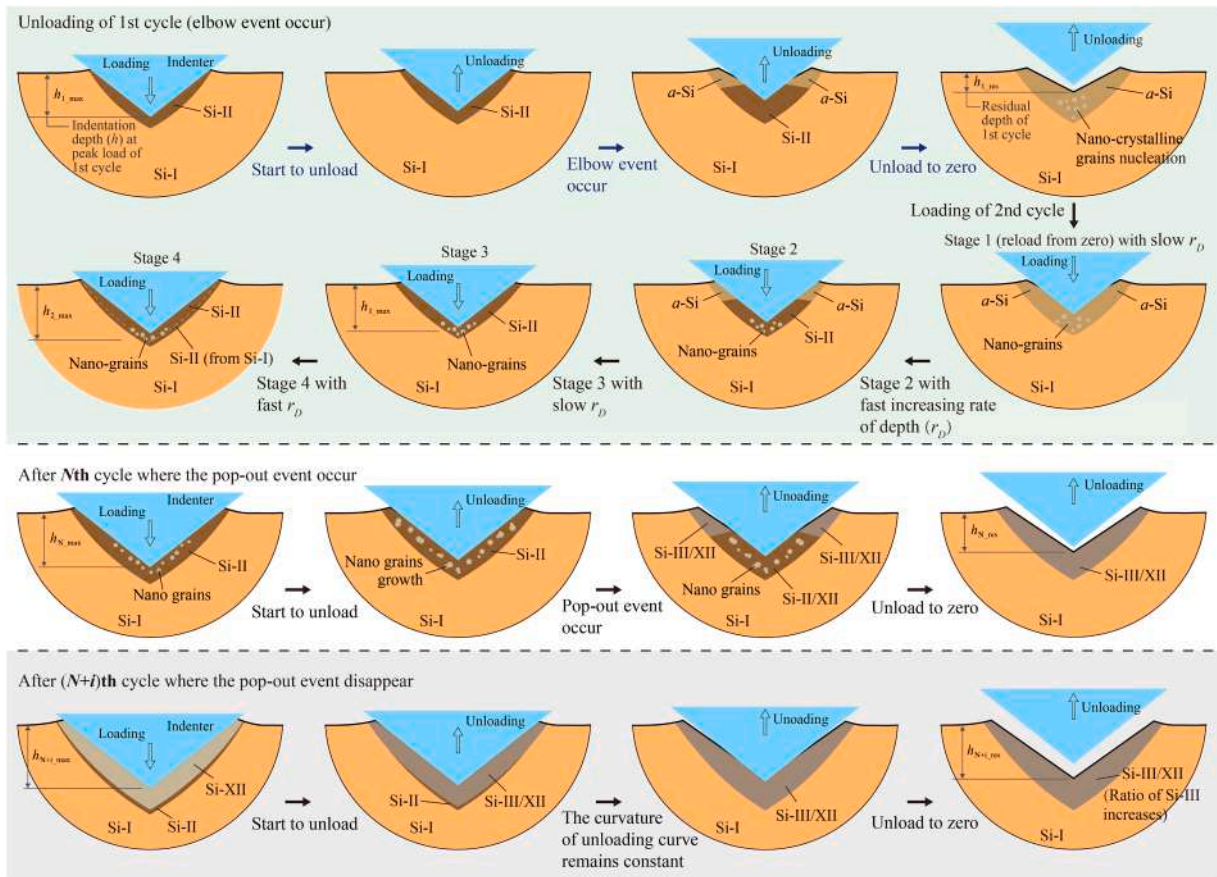 Unloading of 1st cycle (elbow event occur)
Loading
Indenter
h1_max
Si-II
Indentation
depth (h) at
peak load of
1st cycle
Si-I
Start to unload
Unloading
Si-II
Si-I
Elbow event
occur
Unloading
a-Si
a-Si
Si-II
Si-I
Unload to zero
Unloading
h1_res
a-Si
Residual
depth of
1st cycle
Nano-crystalline
grains nucleation
Si-I
Loading of 2nd cycle
Stage 1 (reload from zero) with slow rD
Loading
a-Si
a-Si
Nano-grains
Si-I
Stage 2 with
fast increasing rate
of depth (rD)
Stage 2
Loading
a-Si
a-Si
Si-II
Nano-grains
Si-I
Stage 3 with
slow rD
Stage 3
Loading
h1_max
Si-II
Nano-grains
Si-I
Stage 4 with
fast rD
Stage 4
Loading
h2_max
Si-II
Si-II (from Si-I)
Nano-grains
Si-I
After Nth cycle where the pop-out event occur
Loading
Indenter
hN_max
Si-II
Nano grains
Si-I
Start to unload
Unloading
Nano grains
growth
Si-II
Si-I
Pop-out event
occur
Unoading
Si-III/XII
Si-III/XII
Nano grains
Si-II/XII
Si-I
Unload to zero
Unloading
hN_res
Si-III/XII
Si-I
After (N+i)th cycle where the pop-out event disappear
Loading
Indenter
hN+i_max
Si-XII
Si-I
Si-II
Start to unload
Unloading
Si-II
Si-III/XII
Si-I
The curvature
of unloading curve
remains constant
Unoading
Si-III/XII
Si-I
Unload to zero
Unloading
hN+i_res
Si-III/XII
(Ratio of Si-III
increases)
Si-I